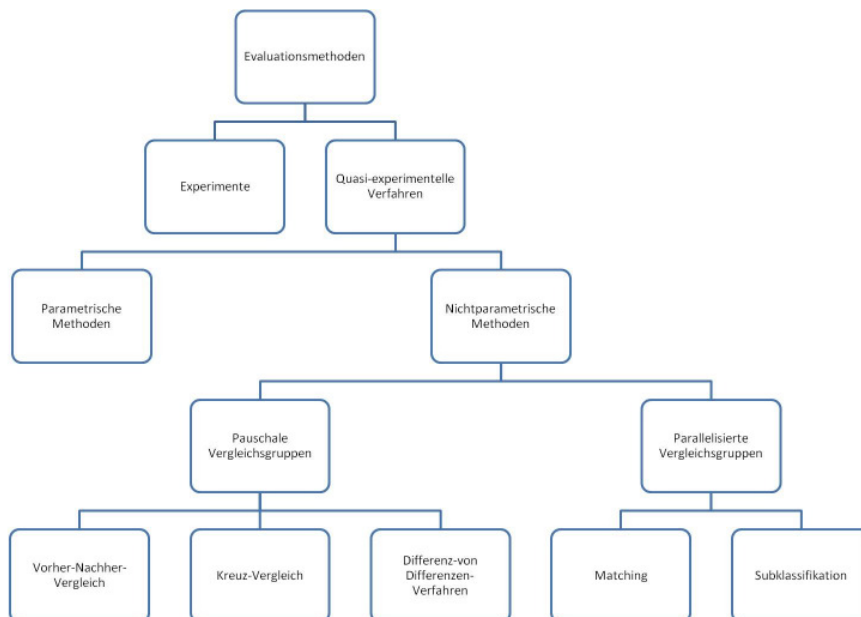 Evaluationsmethoden
Experimente
Quasi-experimentelle
Verfahren
Parametrische
Methoden
Nichtparametrische
Methoden
Pauschale
Vergleichsgruppen
Parallelisierte
Vergleichsgruppen
Vorher-Nachher-
Vergleich
Kreuz-Vergleich
Differenz-von
Differenzen-
Verfahren
Matching
Subklassifikation